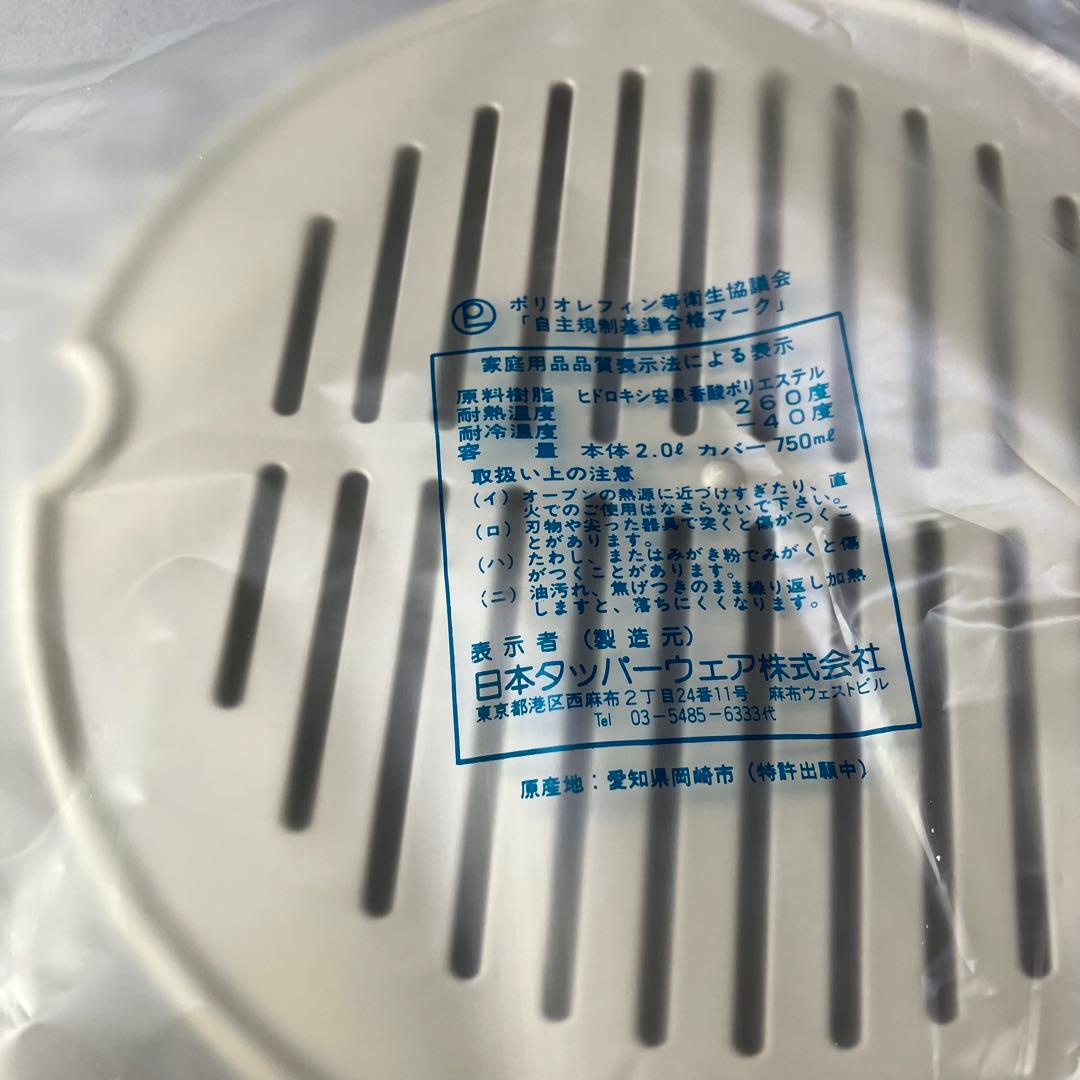 PL ポリオレフィン等衛生協議会
「自主規制基準合格マーク」
家庭用品品質表示法による表示
原料樹脂 ヒドロキシ安息香酸ポリエステル
耐熱温度 260度
耐冷温度 -40度
容量 本体2.0ℓ カバー750mℓ
取扱い上の注意
(イ) オーブンの熱源に近づけすぎたり、直
火でのご使用はなさらないで下さい。
(ロ) 刃物や尖った器具で突くと傷がつくこ
とがあります。
(ハ) たわし、またはみがき粉でみがくと傷
がつくことがあります。
(ニ) 油汚れ、焦げつきのまま繰り返し加熱
しますと、落ちにくくなります。
表示者 (製造元)
日本タッパーウェア株式会社
東京都港区西麻布2丁目24番11号 麻布ウェストビル
Tel 03-5485-6333代
原産地:愛知県岡崎市(特許出願中)